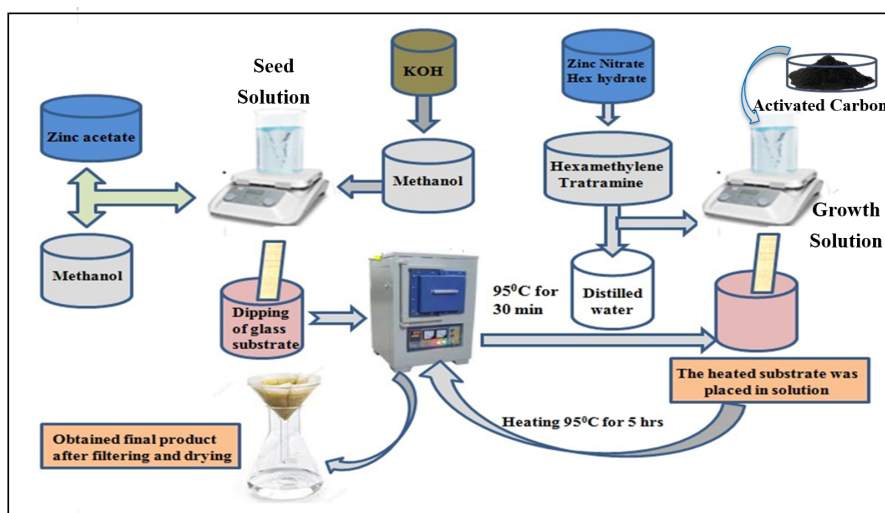 Seed
Solution
Zinc acetate
Methanol
KOH
Methanol
Zinc Nitrate
Hex hydrate
Hexamethylene
Tratramine
Distilled
water
Activated Carbon
Growth
Solution
Dipping
of glass
substrate
95⁰C for
30 min
The heated substrate was
placed in solution
Heating 95⁰C for 5 hrs
Obtained final product
after filtering and drying